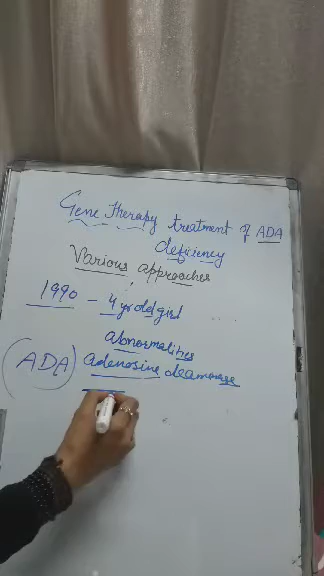 Gene Therapy treatment of ADA
deficiency
Various approaches
1990 - 4 yr old girl
abnormalities
(ADA) adenosine deaminase